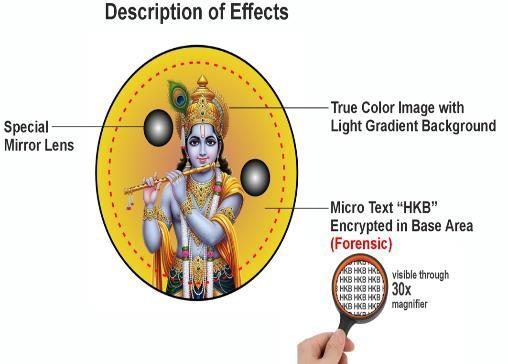 Description of Effects
Special
Mirror Lens
True Color Image with
Light Gradient Background
Micro Text “HKB”
Encrypted in Base Area
(Forensic)
HKB HKB HKB
HKB HKB HKB
HKB HKB HKB
HKB HKB HKB
HKB HKB HKB
visible through
30x
magnifier